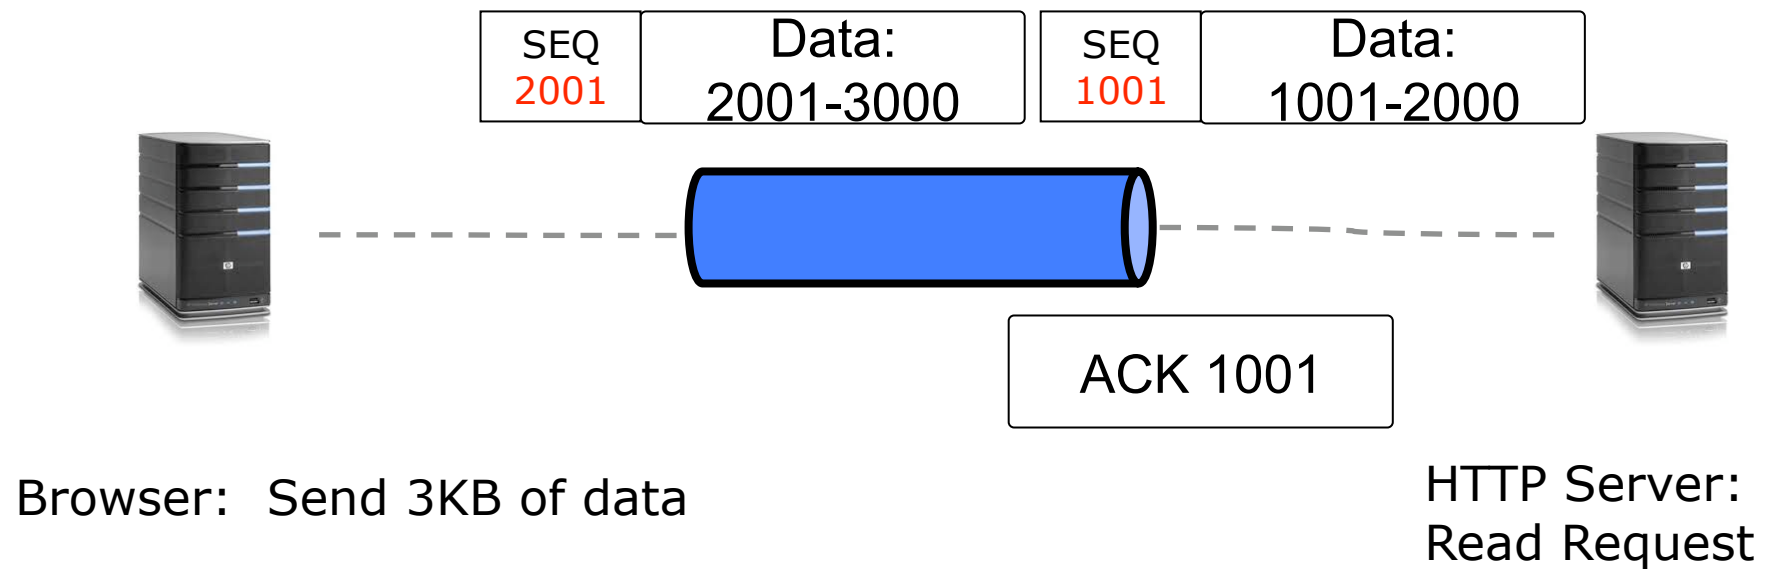 SEQ
2001
Data:
2001-3000
SEQ
1001
Data:
1001-2000
ACK 1001
Browser:  Send 3KB of data
HTTP Server:
Read Request